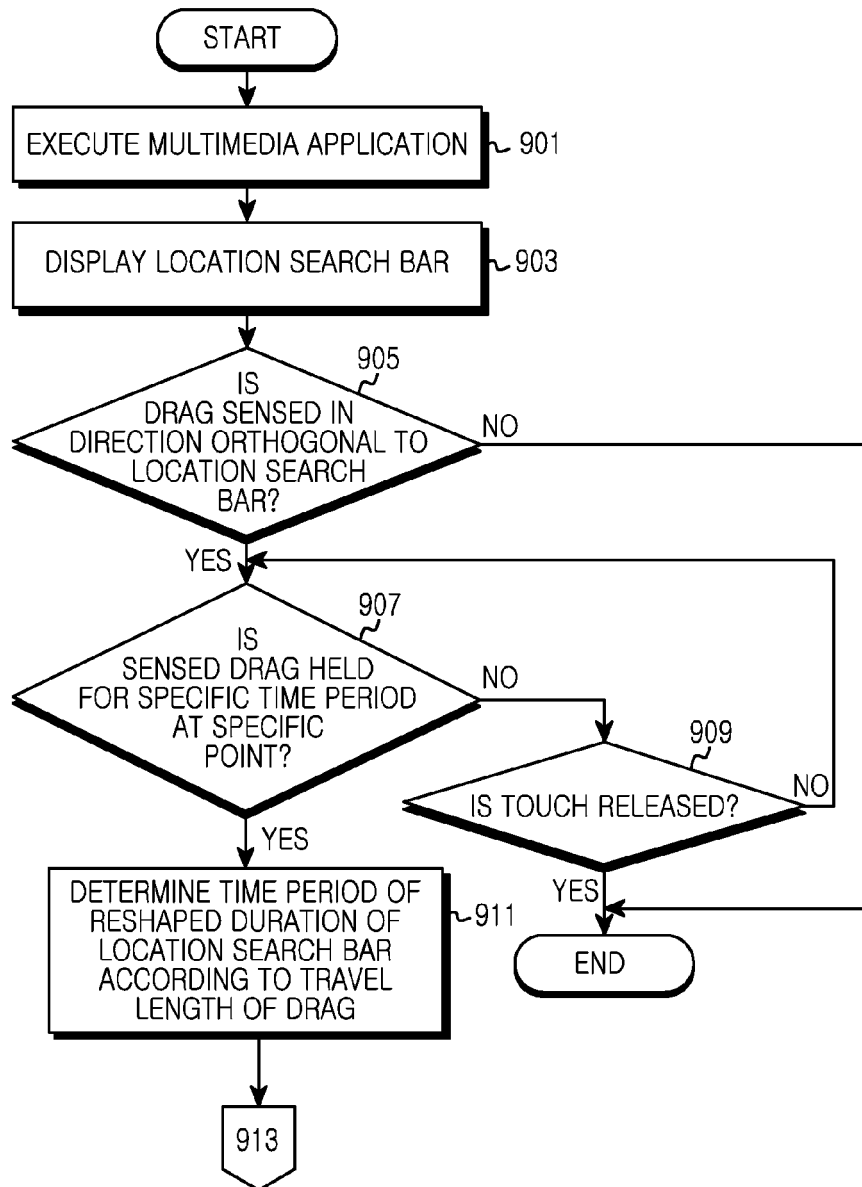 START
EXECUTE MULTIMEDIA APPLICATION
901
DISPLAY LOCATION SEARCH BAR
903
905
IS
DRAG SENSED IN
DIRECTION ORTHOGONAL TO
LOCATION SEARCH
BAR?
NO
YES
907
IS
SENSED DRAG HELD
FOR SPECIFIC TIME PERIOD
AT SPECIFIC
POINT?
NO
909
IS TOUCH RELEASED?
NO
YES
YES
DETERMINE TIME PERIOD OF
RESHAPED DURATION OF
LOCATION SEARCH BAR
ACCORDING TO TRAVEL
LENGTH OF DRAG
911
END
913